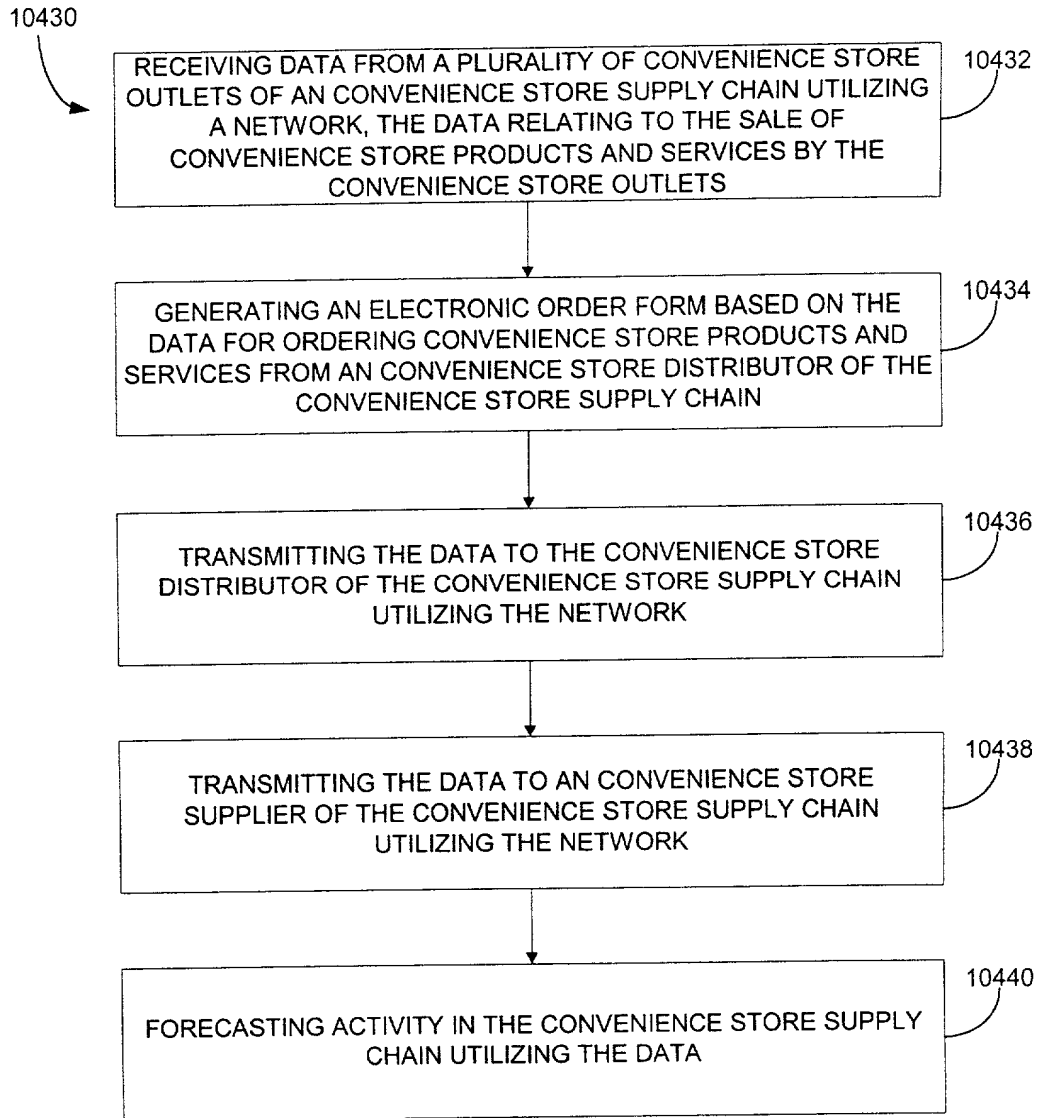 10430
RECEIVING DATA FROM A PLURALITY OF CONVENIENCE STORE
OUTLETS OF AN CONVENIENCE STORE SUPPLY CHAIN UTILIZING
A NETWORK, THE DATA RELATING TO THE SALE OF
CONVENIENCE STORE PRODUCTS AND SERVICES BY THE
CONVENIENCE STORE OUTLETS
10432
GENERATING AN ELECTRONIC ORDER FORM BASED ON THE
DATA FOR ORDERING CONVENIENCE STORE PRODUCTS AND
SERVICES FROM AN CONVENIENCE STORE DISTRIBUTOR OF THE
CONVENIENCE STORE SUPPLY CHAIN
10434
TRANSMITTING THE DATA TO THE CONVENIENCE STORE
DISTRIBUTOR OF THE CONVENIENCE STORE SUPPLY CHAIN
UTILIZING THE NETWORK
10436
TRANSMITTING THE DATA TO AN CONVENIENCE STORE
SUPPLIER OF THE CONVENIENCE STORE SUPPLY CHAIN
UTILIZING THE NETWORK
10438
FORECASTING ACTIVITY IN THE CONVENIENCE STORE SUPPLY
CHAIN UTILIZING THE DATA
10440